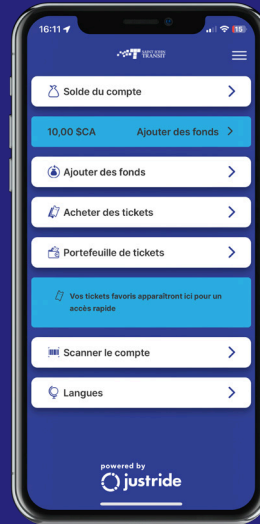 16:11
15
SAINT JOHN
TRANSIT
Solde du compte
10,00 $CA Ajouter des fonds
Ajouter des fonds
Acheter des tickets
Portefeuille de tickets
Vos tickets favoris apparaîtront ici pour un
accès rapide
Scanner le compte
Langues
powered by
justride